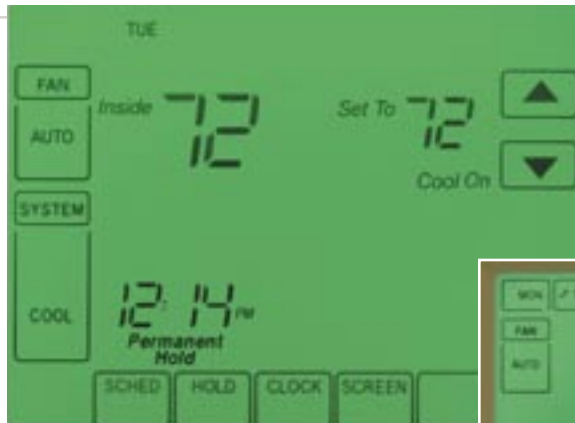 TUE
FAN
AUTO
Inside 72
Set To 72
Cool On
SYSTEM
COOL
12:14 PM
Permanent
Hold
SCHED HOLD CLOCK SCREEN
MON
FAN
AUTO